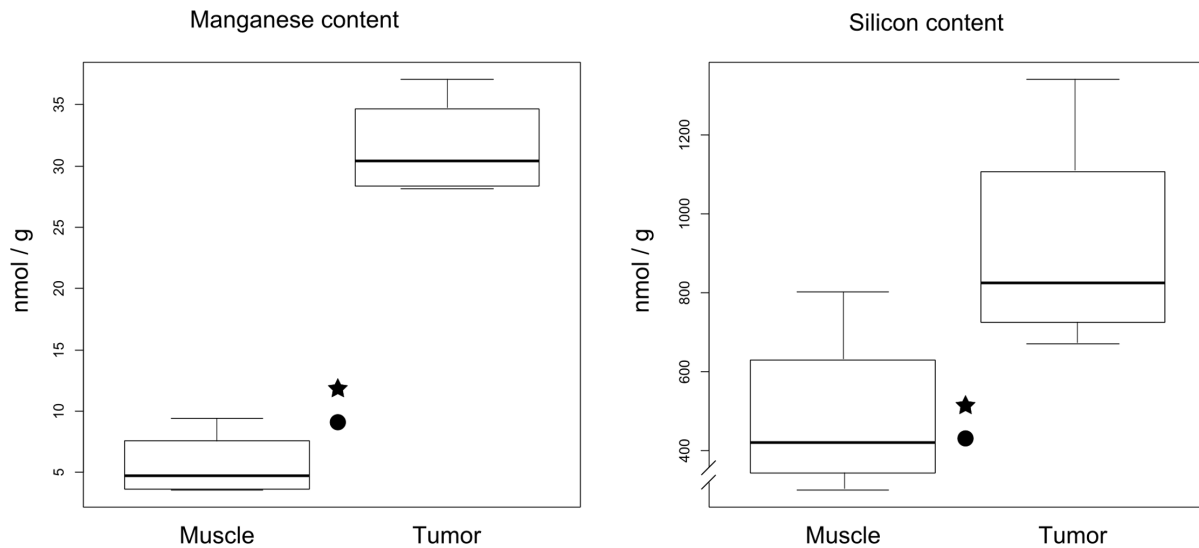 Manganese content
nmol / g
35
30
25
20
15
10
5
Muscle
Tumor
Silicon content
nmol / g
1200
1000
800
600
400
Muscle
Tumor